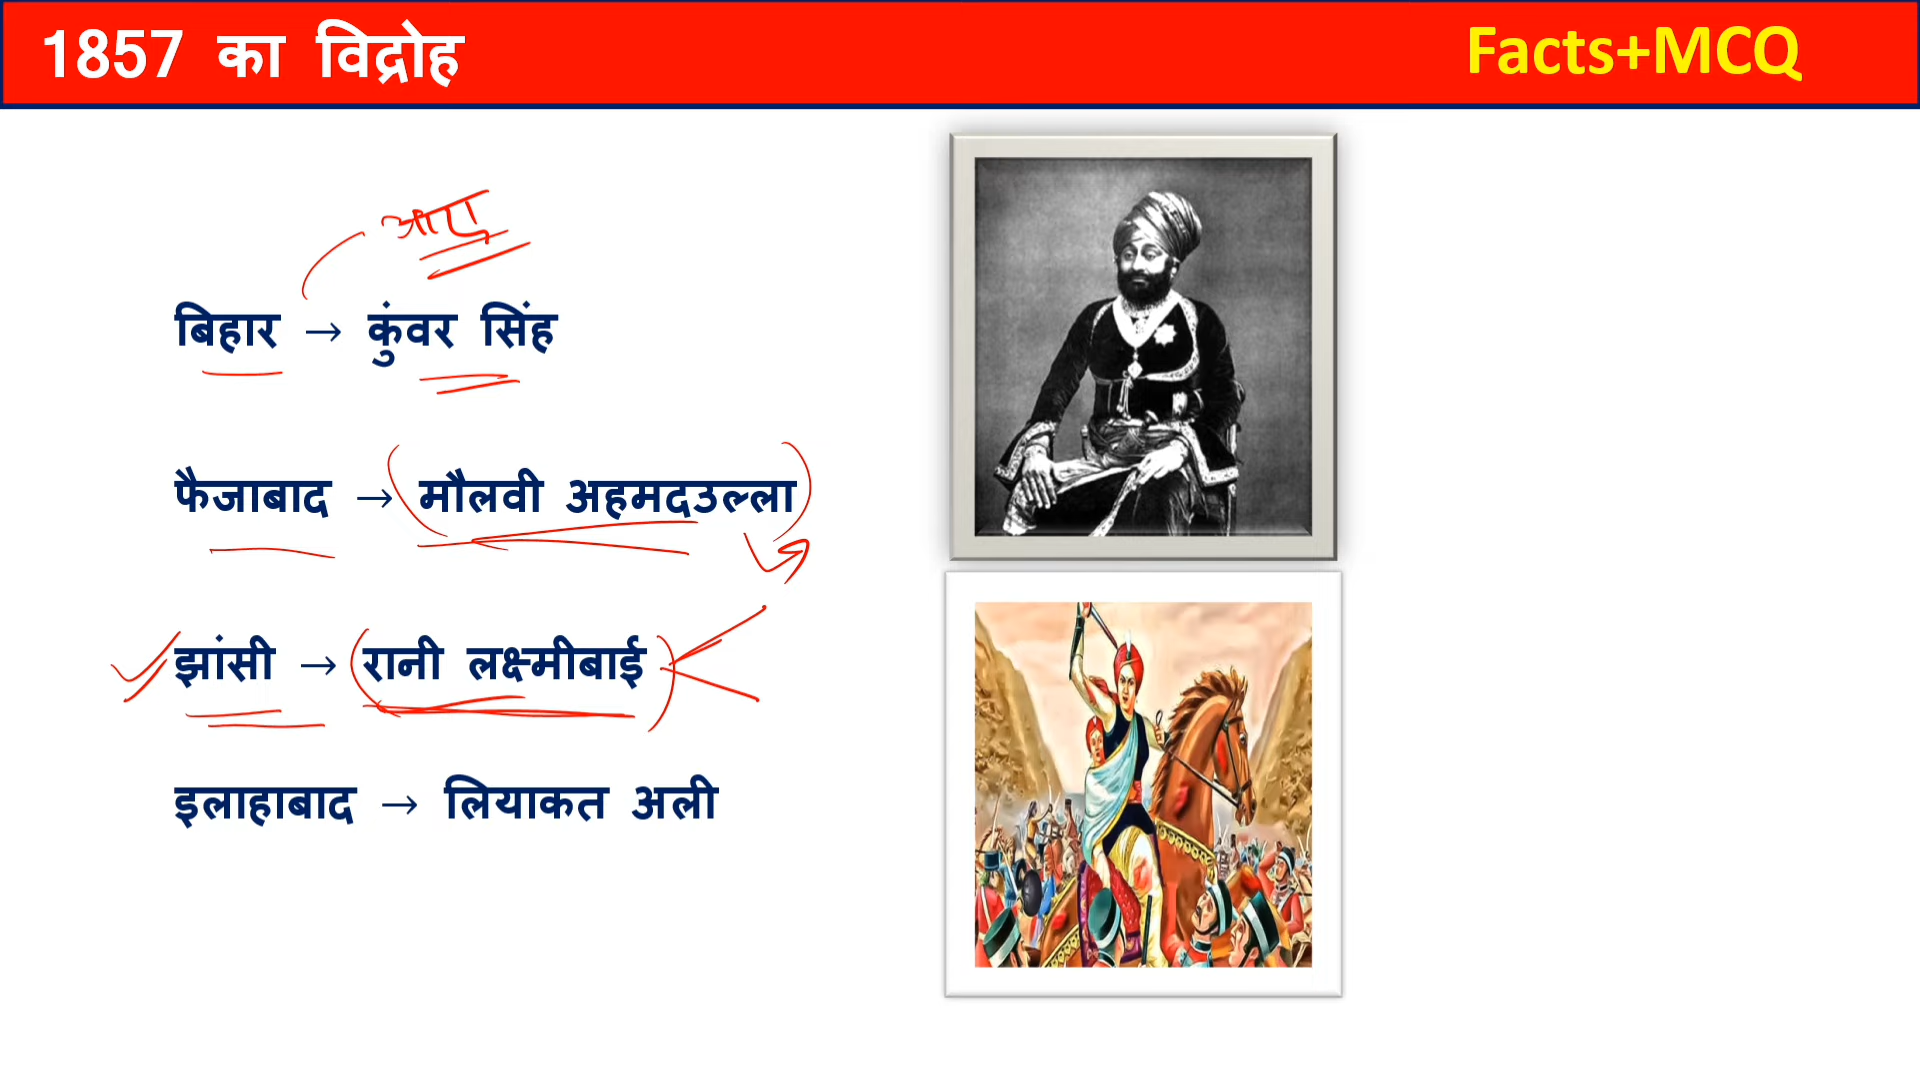 1857 का विद्रोह
Facts+MCQ
आरा
बिहार → कुंवर सिंह
फैजाबाद → मौलवी अहमदउल्ला
झांसी → रानी लक्ष्मीबाई
इलाहाबाद → लियाकत अली